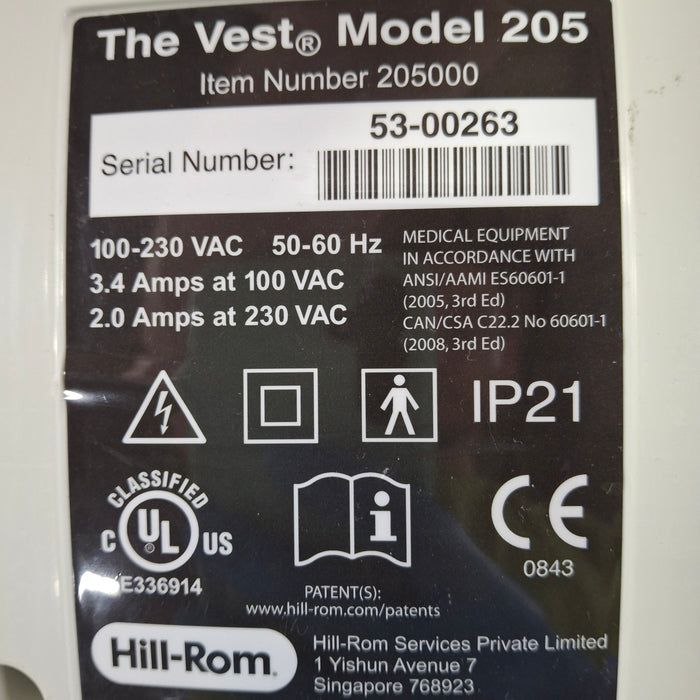 The Vest® Model 205
Item Number 205000
53-00263
Serial Number:
100-230 VAC 50-60 Hz
3.4 Amps at 100 VAC
2.0 Amps at 230 VAC
MEDICAL EQUIPMENT
IN ACCORDANCE WITH
ANSI/AAMI ES60601-1
(2005, 3rd Ed)
CAN/CSA C22.2 No 60601-1
(2008, 3rd Ed)
IP21
CLASSIFIED
C UL® US
E336914
CE
0843
PATENT(S):
www.hill-rom.com/patents
Hill-Rom.
Hill-Rom Services Private Limited
1 Yishun Avenue 7
Singapore 768923